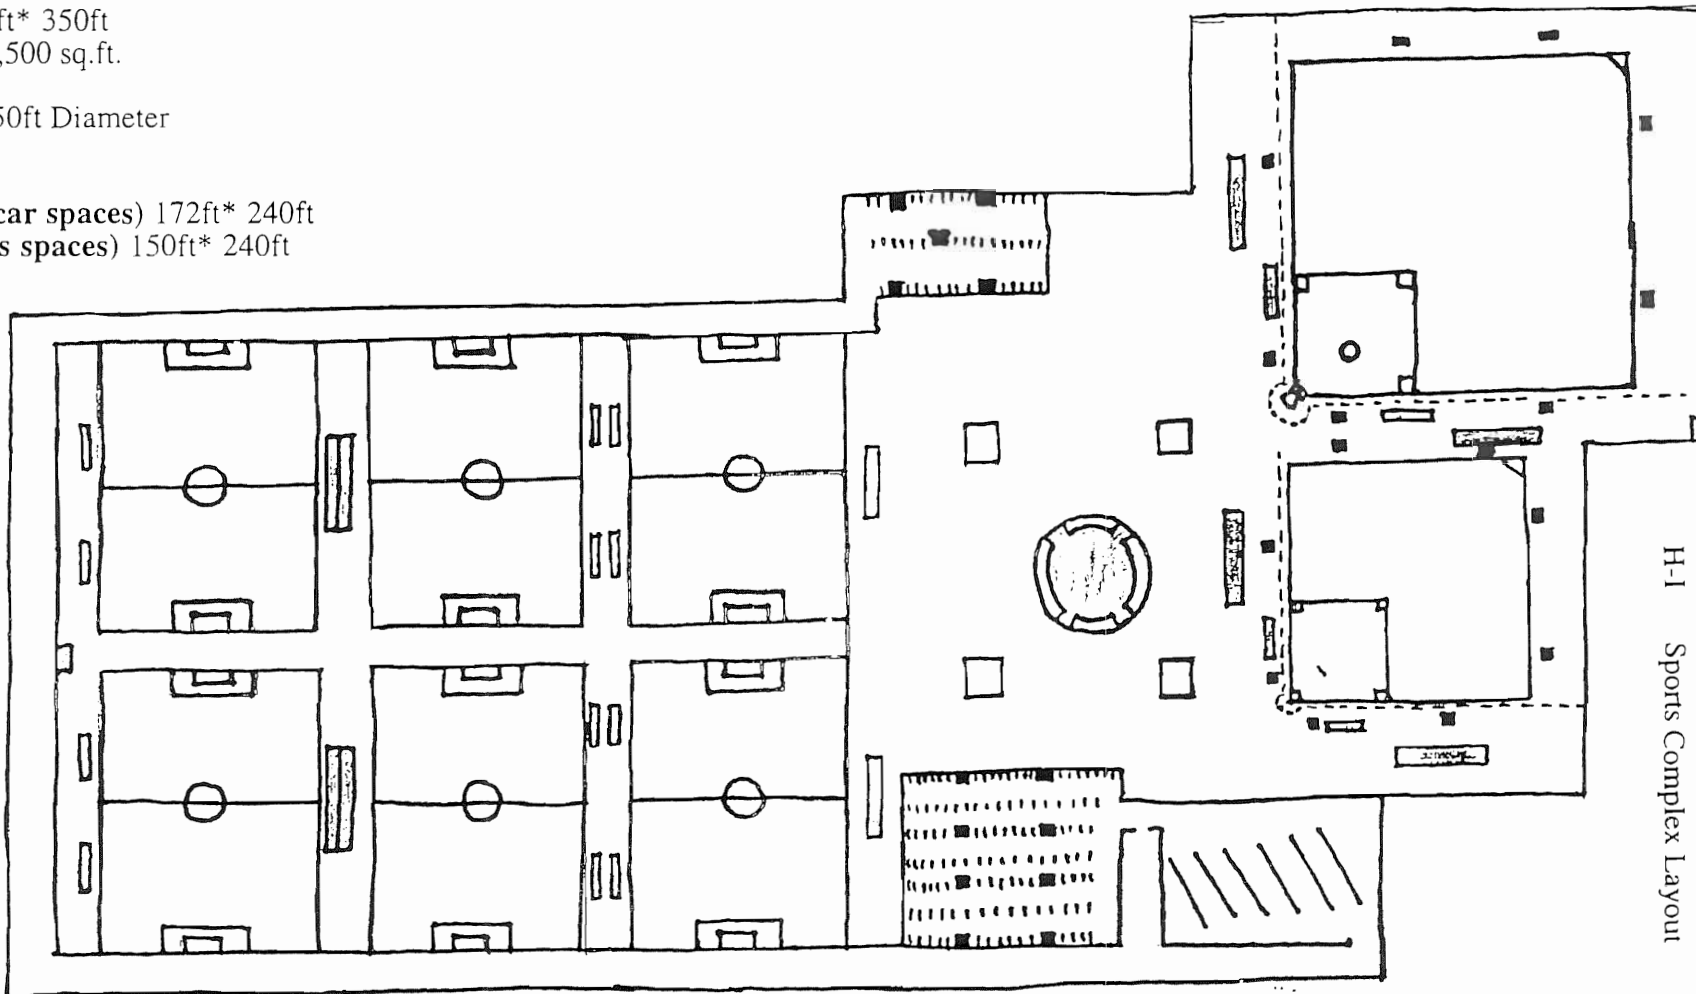 ft* 350ft
,500 sq.ft.
50ft Diameter
car spaces) 172ft* 240ft
s spaces) 150ft* 240ft
H-I Sports Complex Layout